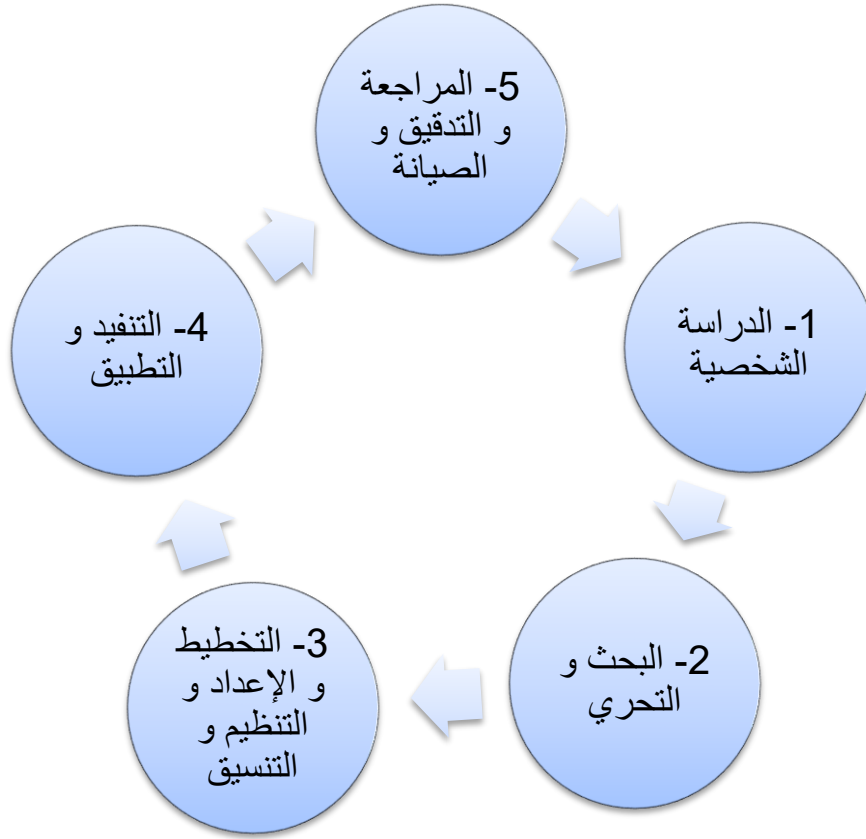 5- المراجعة
و التدقيق و
الصيانة
1- الدراسة
الشخصية
2- البحث و
التحري
3- التخطيط
و الإعداد و
التنظيم و
التنسيق
4- التنفيد و
التطبيق